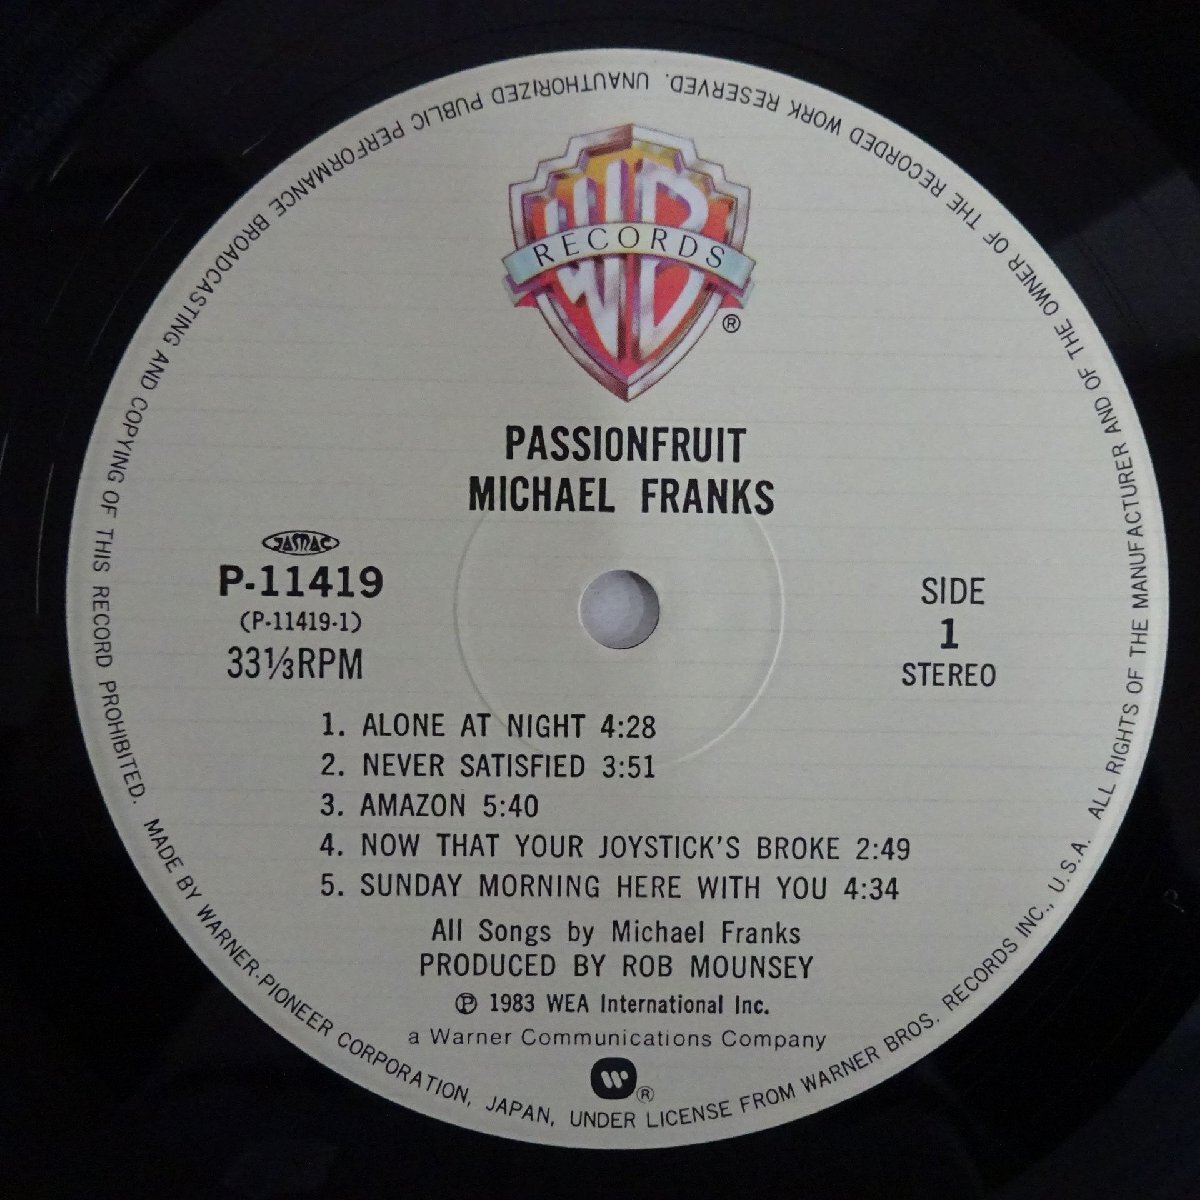 ALL RIGHTS OF THE MANUFACTURER AND OF THE OWNER OF THE RECORDED WORK RESERVED. UNAUTHORIZED PUBLIC PERFORMANCE BROADCASTING AND COPYING OF THIS RECORD PROHIBITED.
WB
RECORDS
®
PASSIONFRUIT
MICHAEL FRANKS
JASRAC
P-11419
(P-11419-1)
33⅓RPM
SIDE
1
STEREO
1. ALONE AT NIGHT 4:28
2. NEVER SATISFIED 3:51
3. AMAZON 5:40
4. NOW THAT YOUR JOYSTICK'S BROKE 2:49
5. SUNDAY MORNING HERE WITH YOU 4:34
All Songs by Michael Franks
PRODUCED BY ROB MOUNSEY
Ⓟ 1983 WEA International Inc.
a Warner Communications Company
®
MADE BY WARNER-PIONEER CORPORATION, JAPAN, UNDER LICENSE FROM WARNER BROS. RECORDS INC., U.S.A.